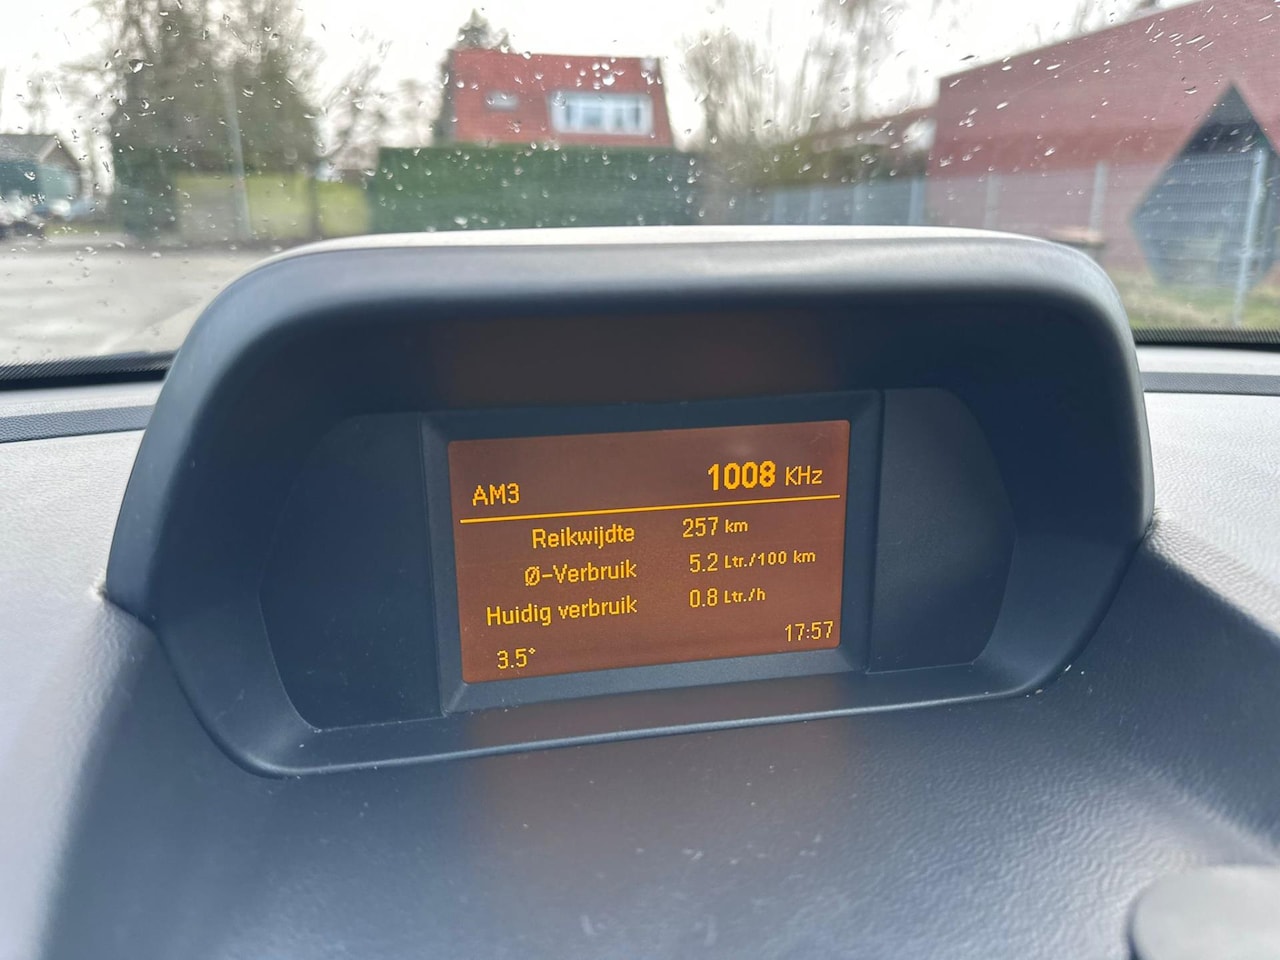 AM3 1008 KHz
Reikwijdte 257 km
Ø-Verbruik 5.2 Ltr./100 km
Huidig verbruik 0.8 Ltr./h
3.5° 17:57